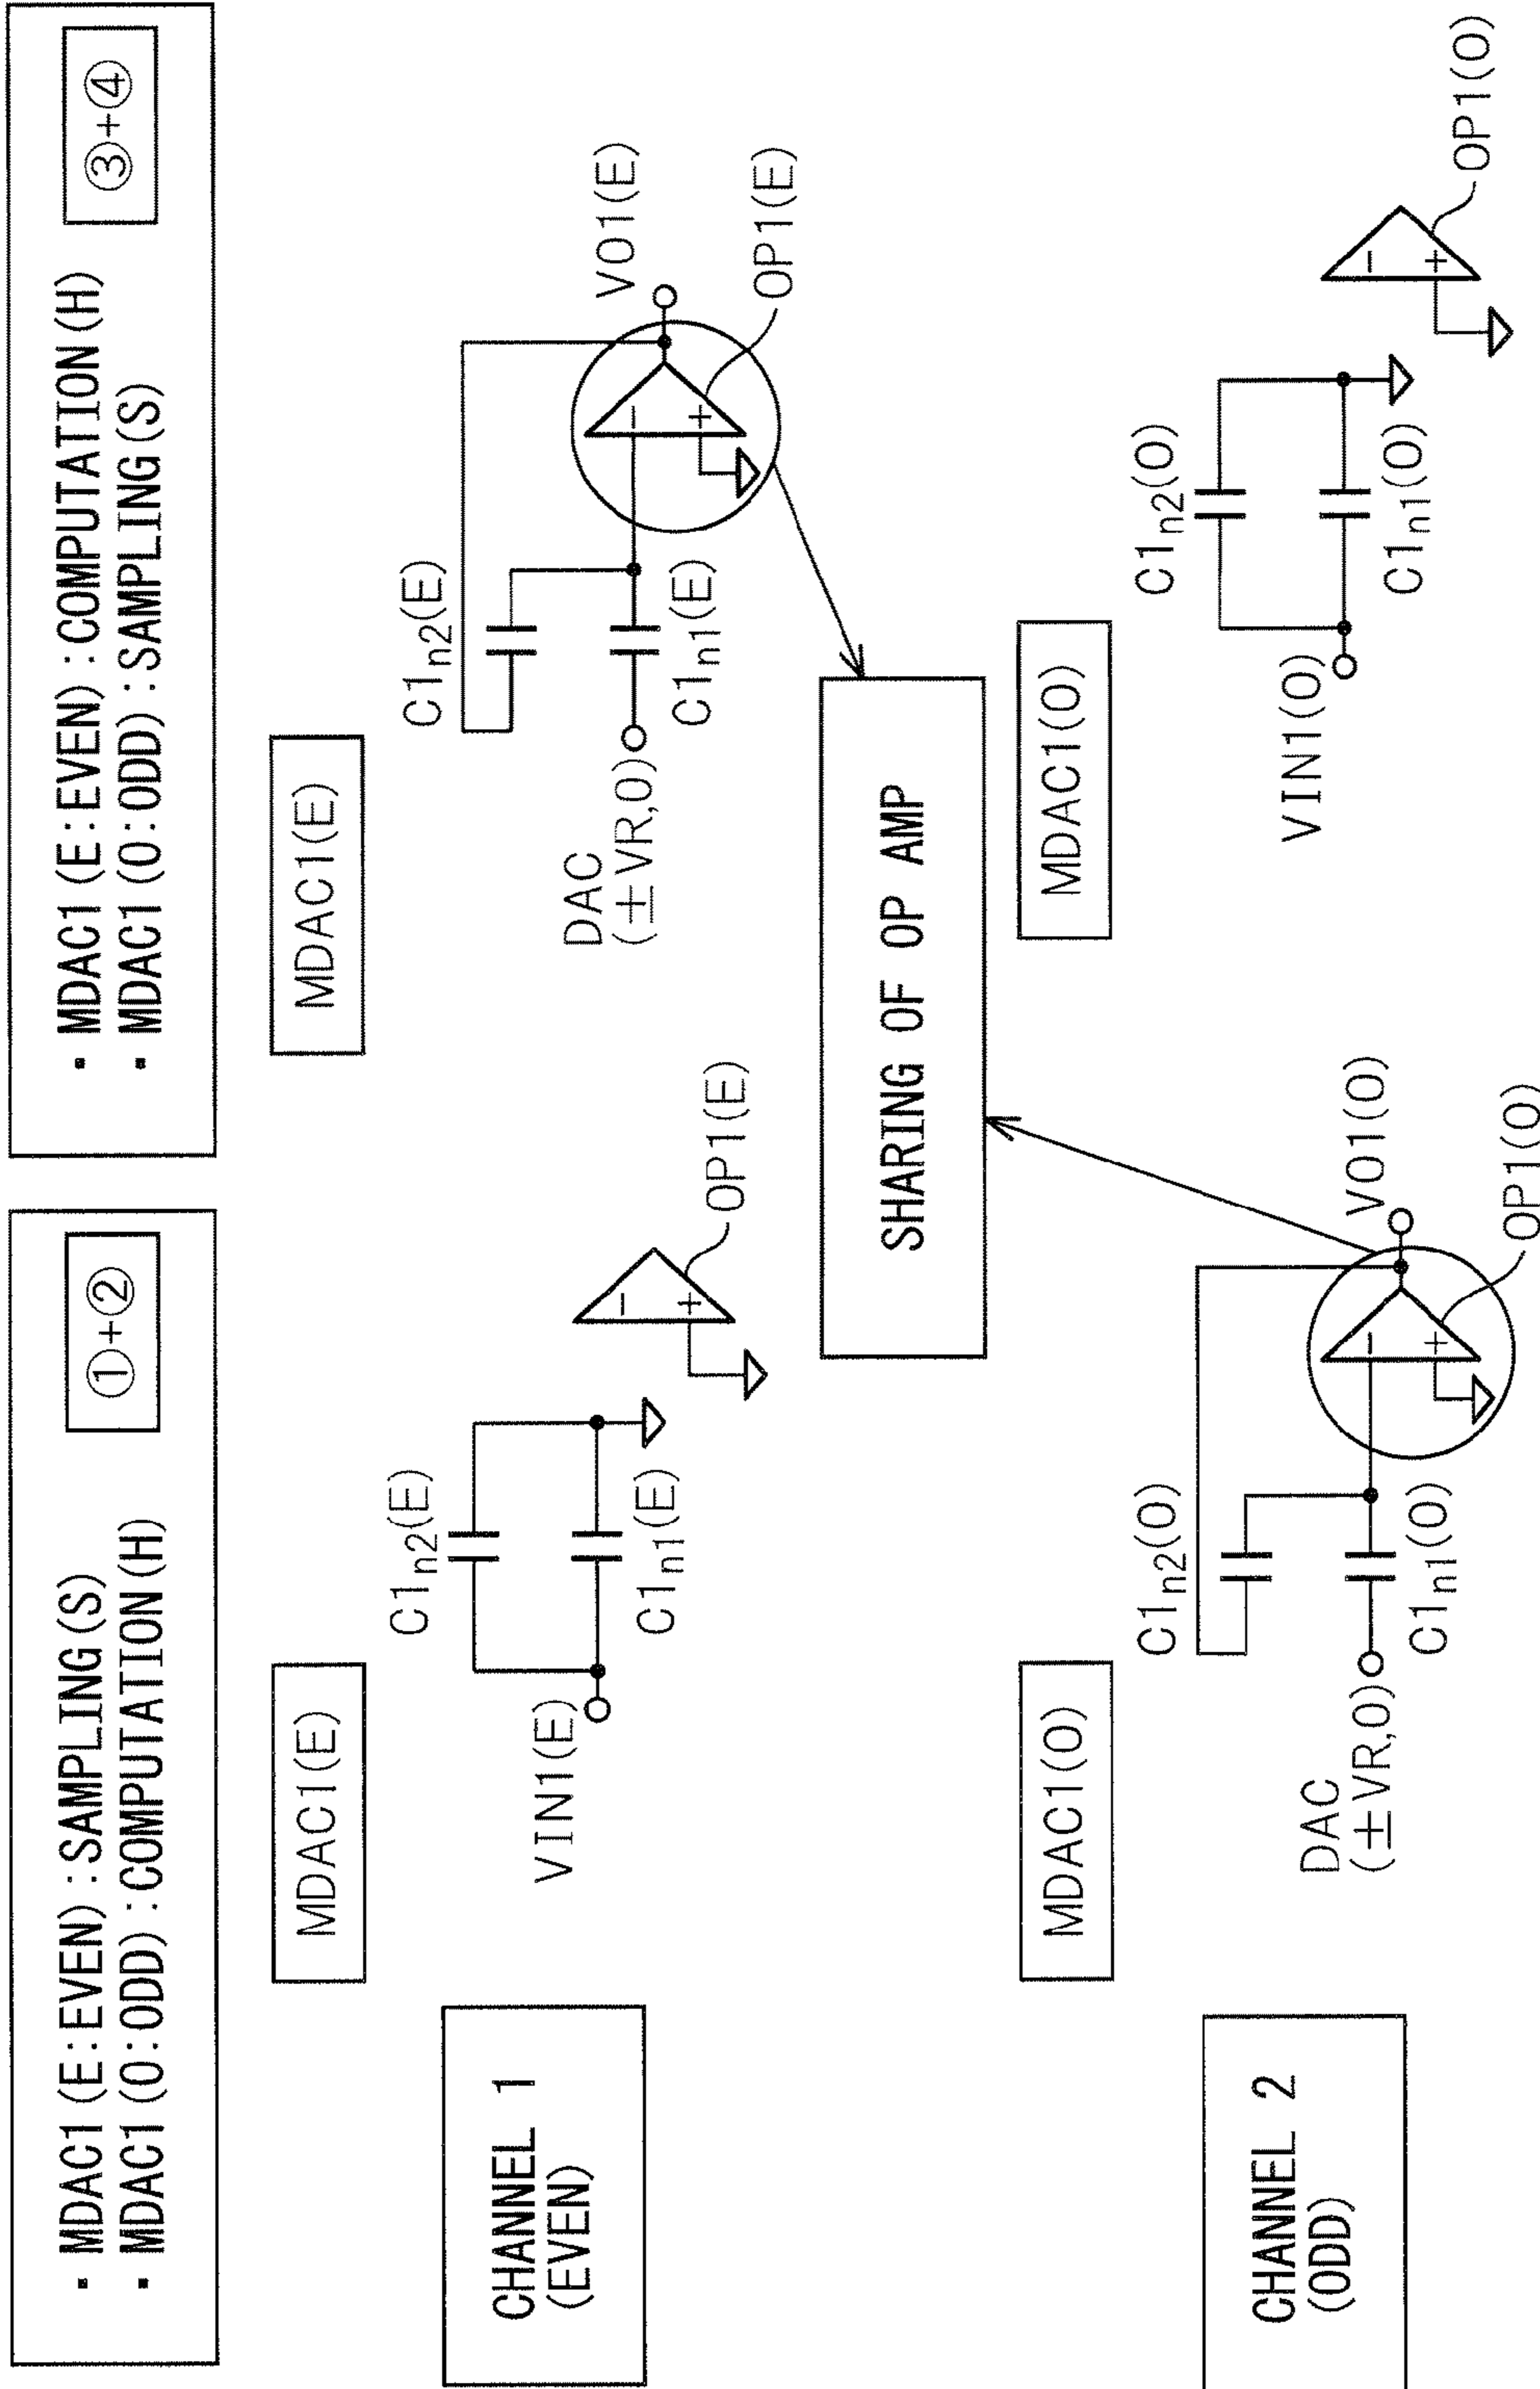 ・MDAC1(E:EVEN):SAMPLING(S)
・MDAC1(O:ODD):COMPUTATION(H)
①+②
・MDAC1(E:EVEN):COMPUTATION(H)
・MDAC1(O:ODD):SAMPLING(S)
③+④
CHANNEL 1
(EVEN)
MDAC1(E)
VIN1(E)
C1n2(E)
C1n1(E)
-
+
OP1(E)
MDAC1(E)
DAC
(±VR,0)
C1n2(E)
C1n1(E)
-
+
VO1(E)
OP1(E)
SHARING OF OP AMP
CHANNEL 2
(ODD)
MDAC1(O)
DAC
(±VR,0)
C1n2(O)
C1n1(O)
-
+
VO1(O)
OP1(O)
MDAC1(O)
VIN1(O)
C1n2(O)
C1n1(O)
-
+
OP1(O)